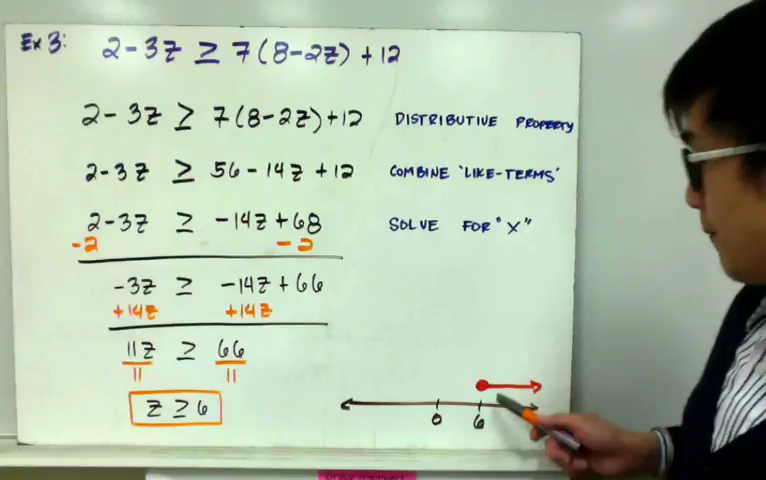 Ex 3: 2 - 3z ≥ 7(8-2z) + 12
2 - 3z ≥ 7(8-2z) + 12 DISTRIBUTIVE PROPERTY
2 - 3z ≥ 56 - 14z + 12 COMBINE 'LIKE-TERMS'
2 - 3z ≥ -14z + 68 SOLVE FOR "X"
-2 -2
-3z ≥ -14z + 66
+14z +14z
11z ≥ 66
11 11
z ≥ 6
0 6